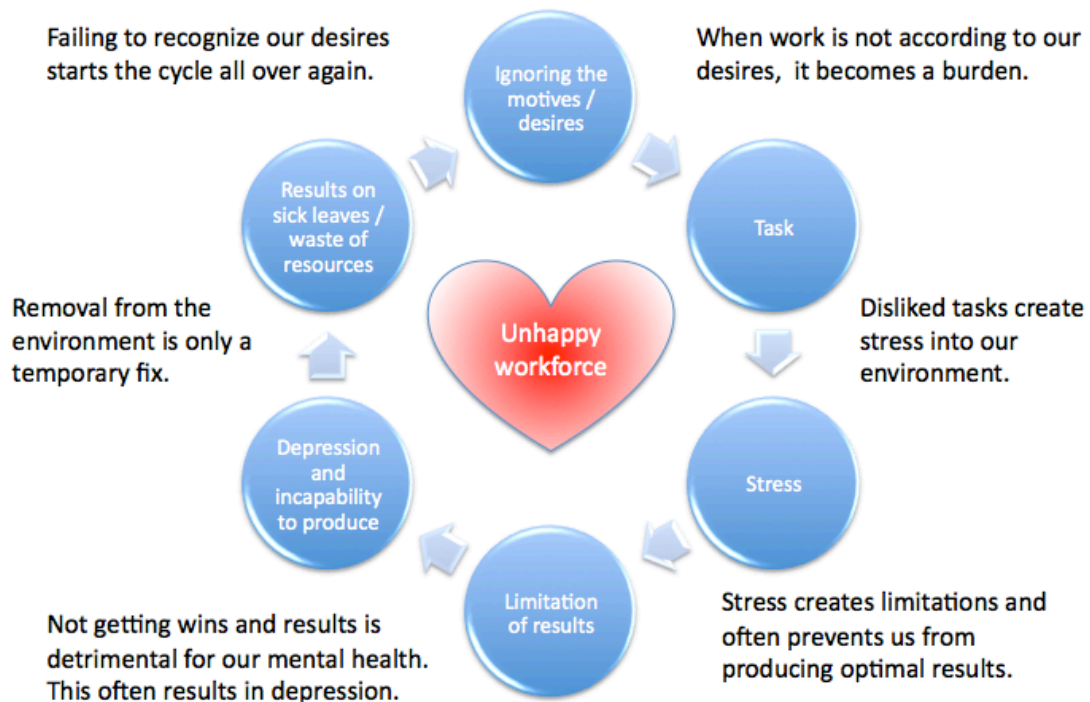 Failing to recognize our desires
starts the cycle all over again.
Ignoring the
motives /
desires
When work is not according to our
desires, it becomes a burden.
Results on
sick leaves /
waste of
resources
Task
Removal from the
environment is only a
temporary fix.
Unhappy
workforce
Disliked tasks create
stress into our
environment.
Depression
and
incapability
to produce
Stress
Limitation
of results
Not getting wins and results is
detrimental for our mental health.
This often results in depression.
Stress creates limitations and
often prevents us from
producing optimal results.